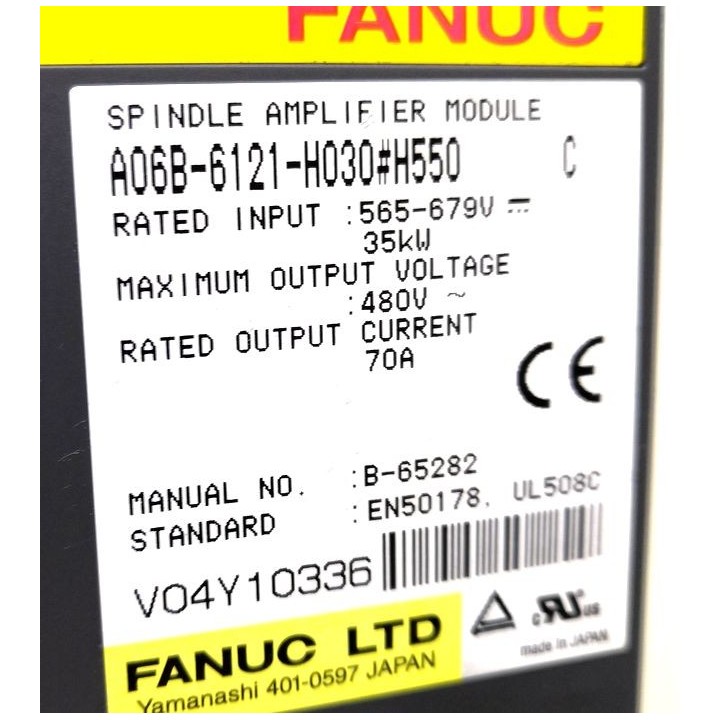 FANUC
SPINDLE AMPLIFIER MODULE
A06B-6121-H030#H550 C
RATED INPUT :565-679V ⎓
35kW
MAXIMUM OUTPUT VOLTAGE
:480V ~
RATED OUTPUT CURRENT
70A
CE
MANUAL NO. :B-65282
STANDARD :EN50178, UL508C
V04Y10336
FANUC LTD
Yamanashi 401-0597 JAPAN
c RU us
made in JAPAN